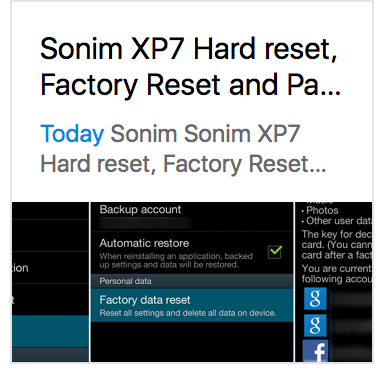 Sonim XP7 Hard reset,
Factory Reset and Pa...
Today Sonim Sonim XP7
Hard reset, Factory Reset...
Backup account
Automatic restore
When reinstalling an application, backed
up settings and data will be restored.
Personal data
Factory data reset
Reset all settings and delete all data on device.
• Photos
• Other user data
The key for dec
card. (You cannot
card after a fact
You are current
following accou
g
g
f